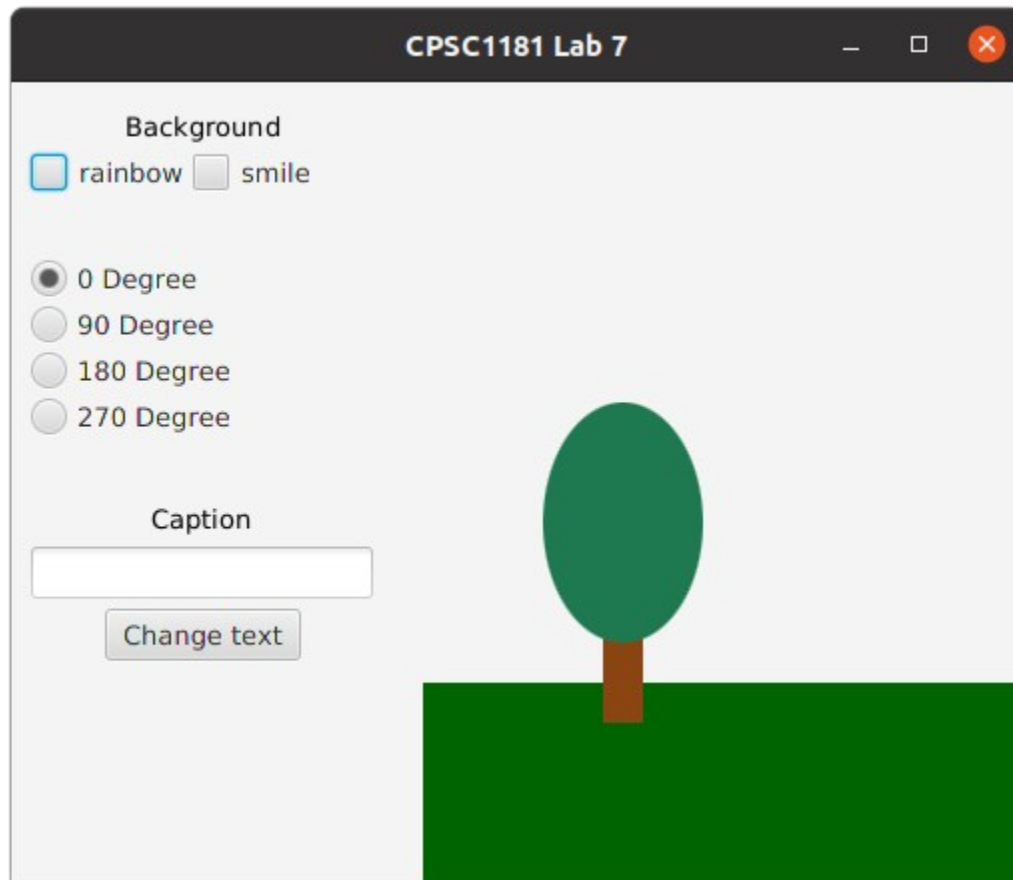 CPSC1181 Lab 7
Background
rainbow smile
0 Degree
90 Degree
180 Degree
270 Degree
Caption
Change text